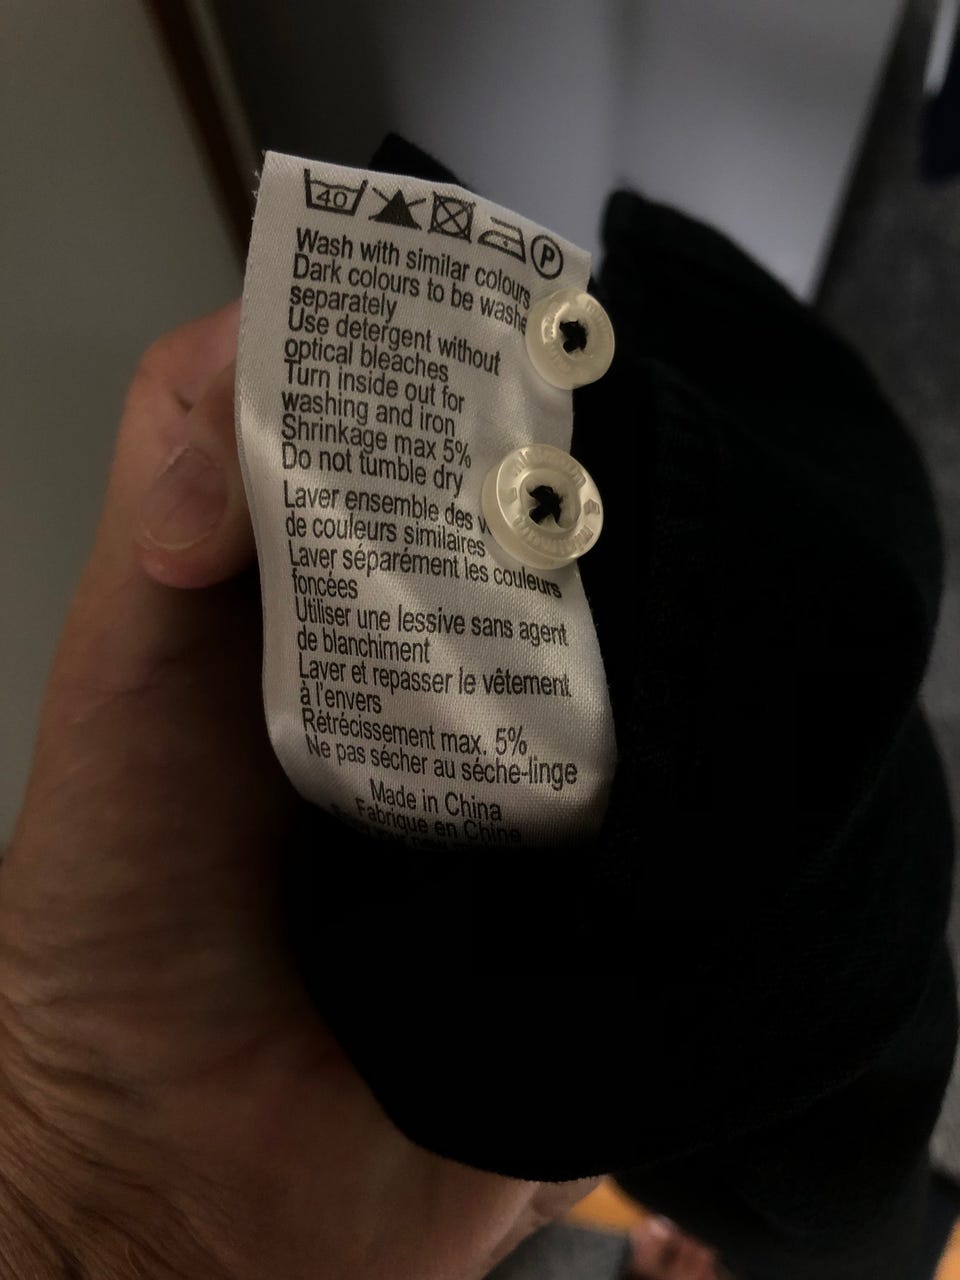 40
P
Wash with similar colours
Dark colours to be washe
separately
Use detergent without
optical bleaches
Turn inside out for
washing and iron
Shrinkage max 5%
Do not tumble dry
Laver ensemble des v
de couleurs similaires
Laver séparément les couleurs
foncées
Utiliser une lessive sans agent
de blanchiment
Laver et repasser le vêtement
à l'envers
Rétrécissement max. 5%
Ne pas sécher au séche-linge
Made in China
Fabrique en Chine